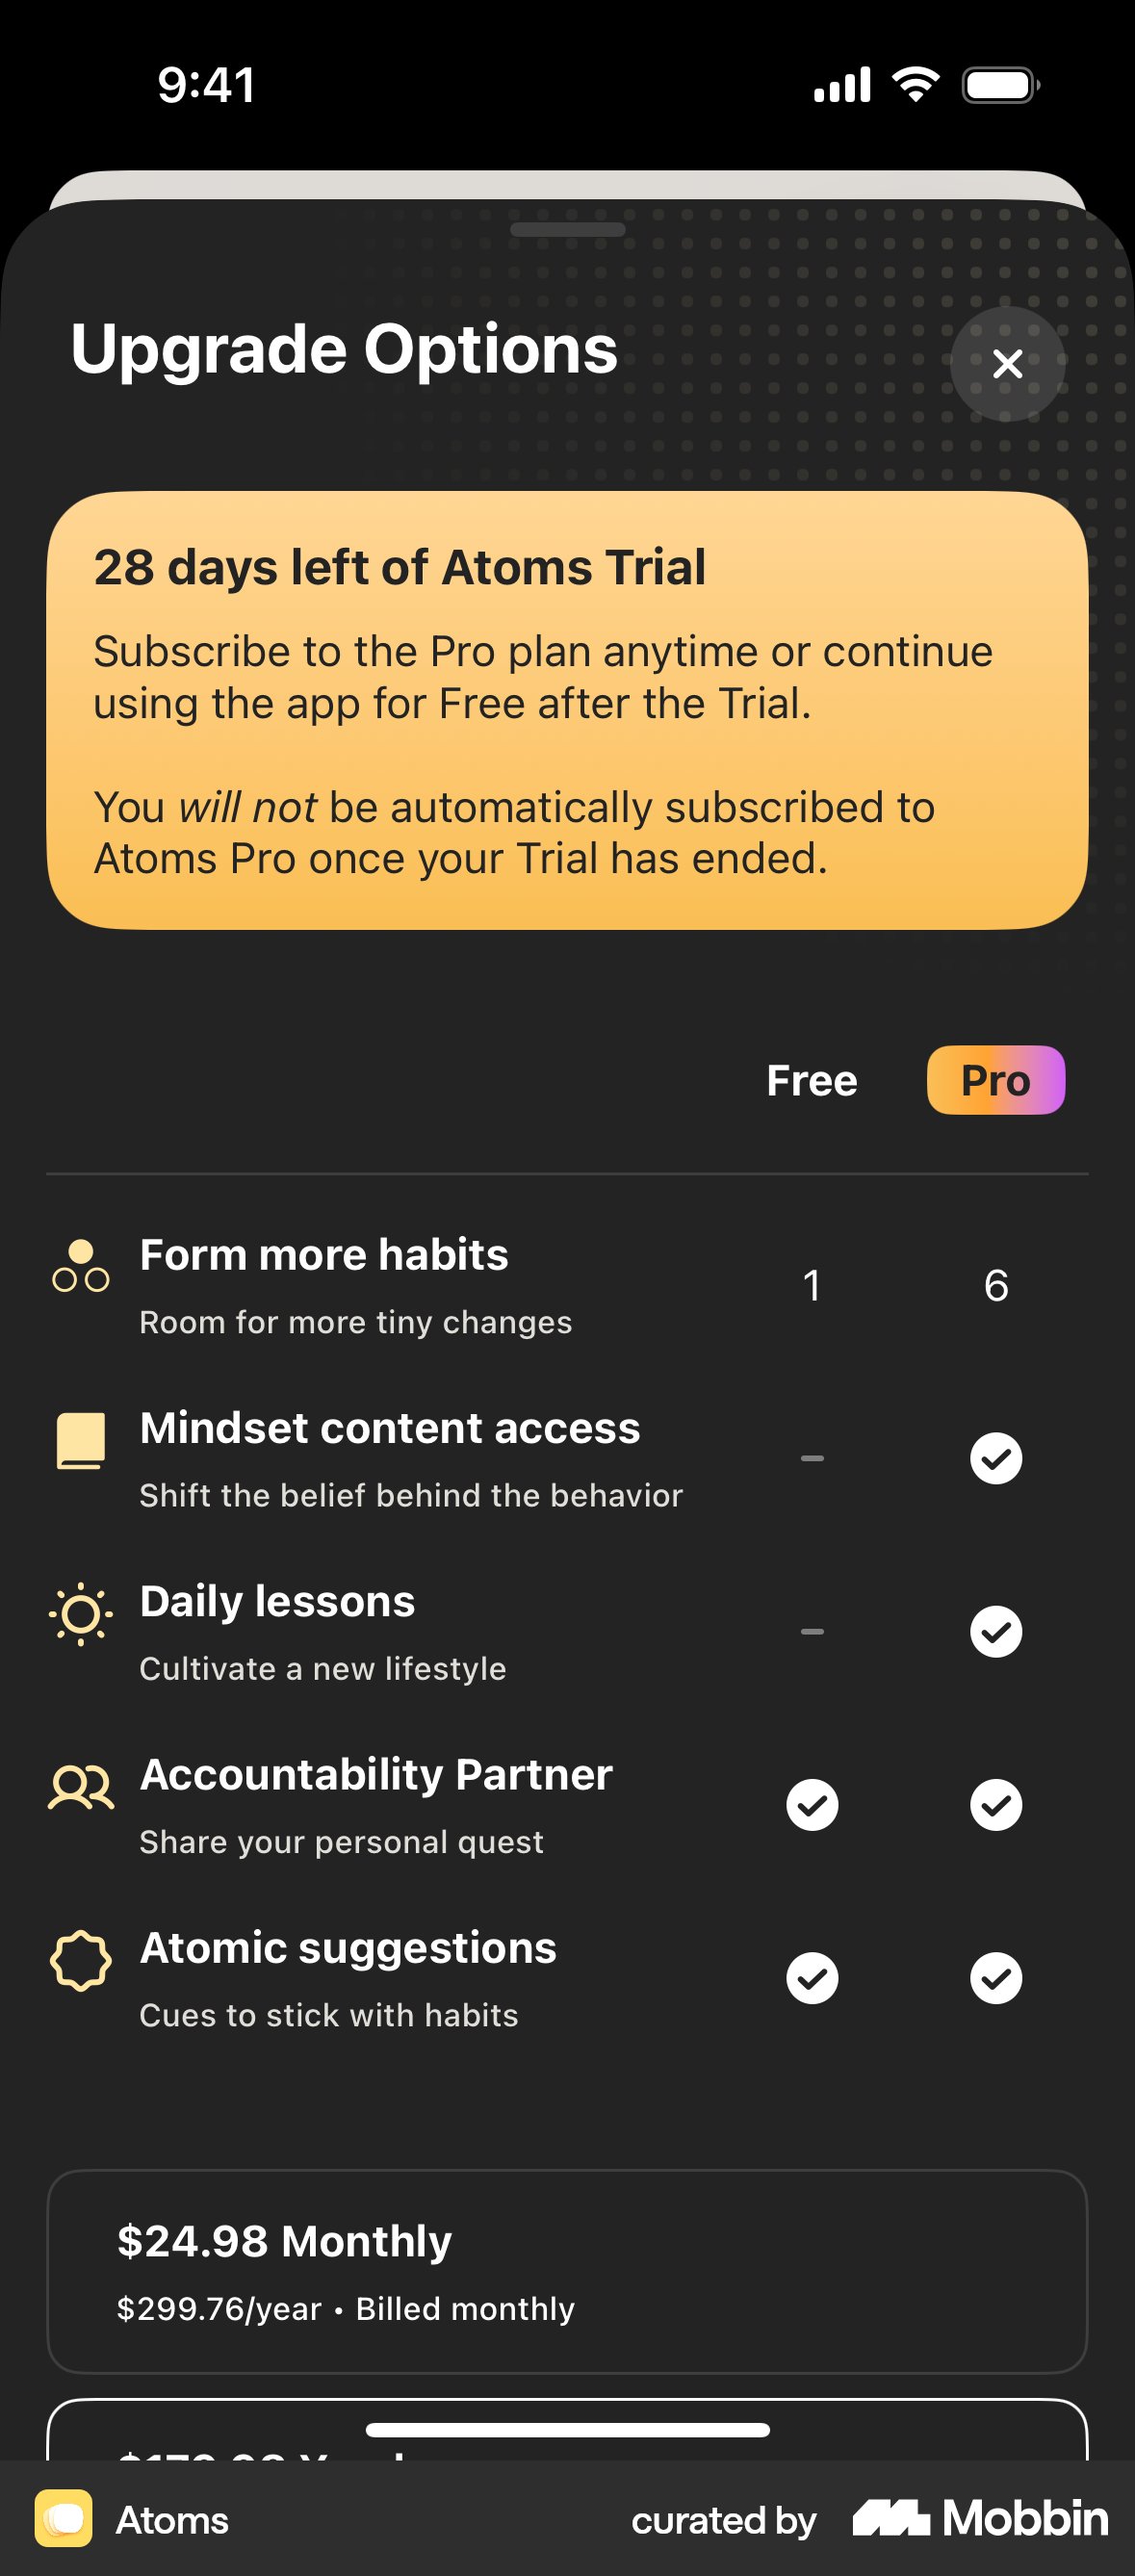 9:41
Upgrade Options
28 days left of Atoms Trial
Subscribe to the Pro plan anytime or continue
using the app for Free after the Trial.
You will not be automatically subscribed to
Atoms Pro once your Trial has ended.
Free Pro
Form more habits
Room for more tiny changes
1 6
Mindset content access
Shift the belief behind the behavior
Daily lessons
Cultivate a new lifestyle
Accountability Partner
Share your personal quest
Atomic suggestions
Cues to stick with habits
$24.98 Monthly
$299.76/year • Billed monthly
Atoms
curated by Mobbin